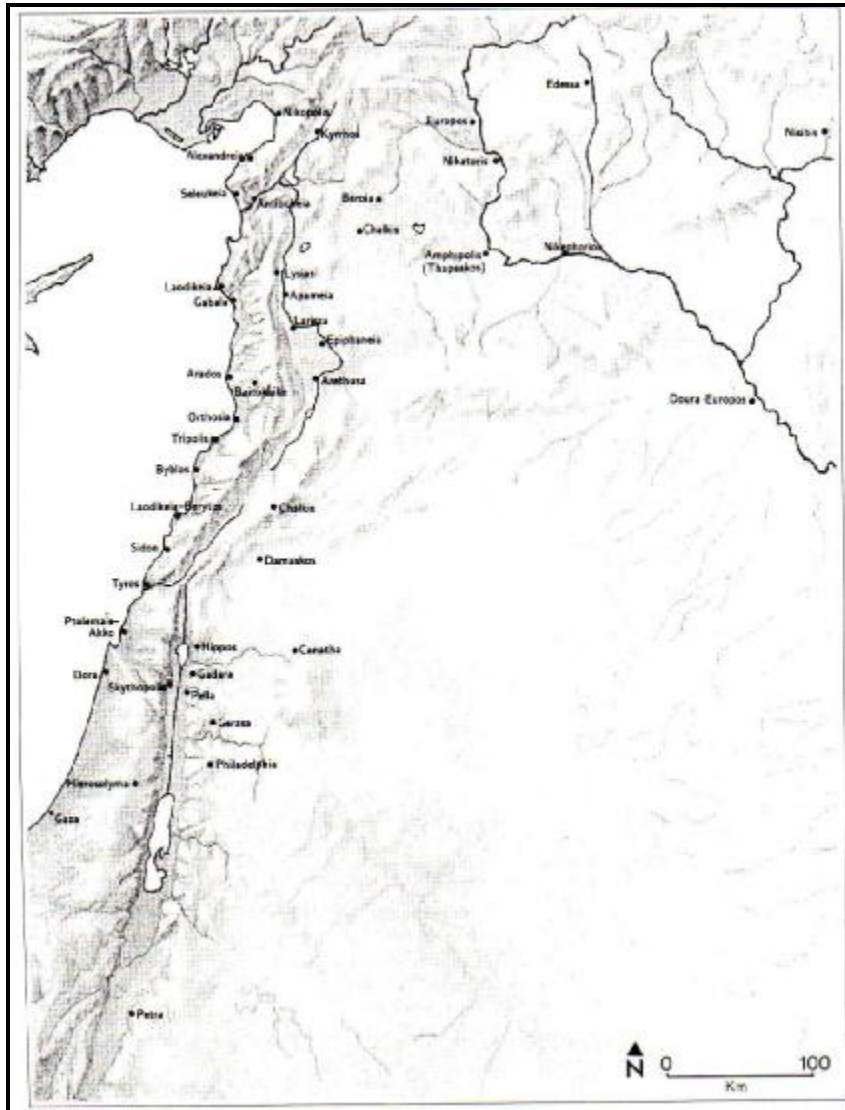 Edessa
Nikopolis
Europos
Kyrrhos
Nisibis
Alexandreia
Nikatoris
Seleukeia
Antiocheia
Beroia
Chalkis
Amphipolis
(Thapsakos)
Nikephorion
Lysias
Laodikeia
Apameia
Gabala
Larissa
Epiphaneia
Arados
Arethusa
Doura-Europos
Orthosia
Tripolis
Byblos
Laodikeia-Berytos
Chalkis
Sidon
Damaskos
Tyros
Ptolemais-
Akko
Hippos
Canatha
Dora
Gadara
Skythopolis
Pella
Gerasa
Philadelphia
Hierosolyma
Gaza
Petra
N
0 100
Km